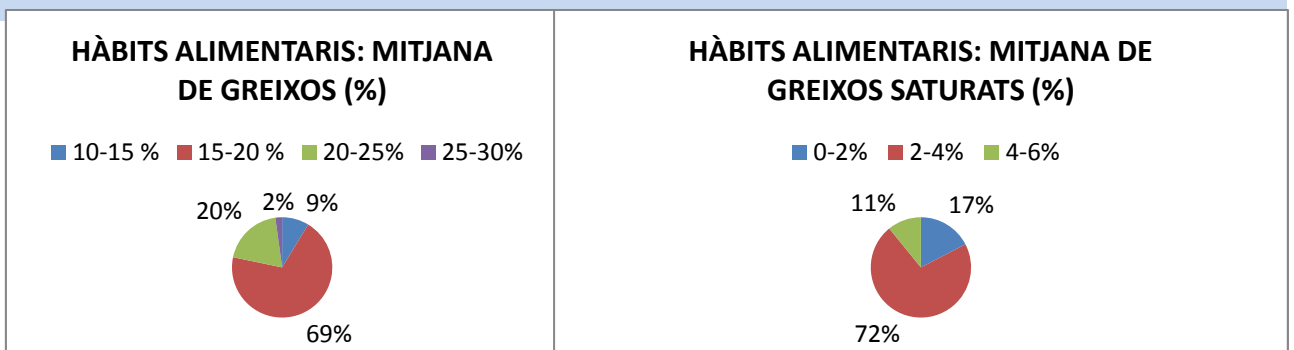 HÀBITS ALIMENTARIS: MITJANA
DE GREIXOS (%)
10-15 % 15-20 % 20-25% 25-30%
20% 2% 9%
69%
HÀBITS ALIMENTARIS: MITJANA DE
GREIXOS SATURATS (%)
0-2% 2-4% 4-6%
11% 17%
72%